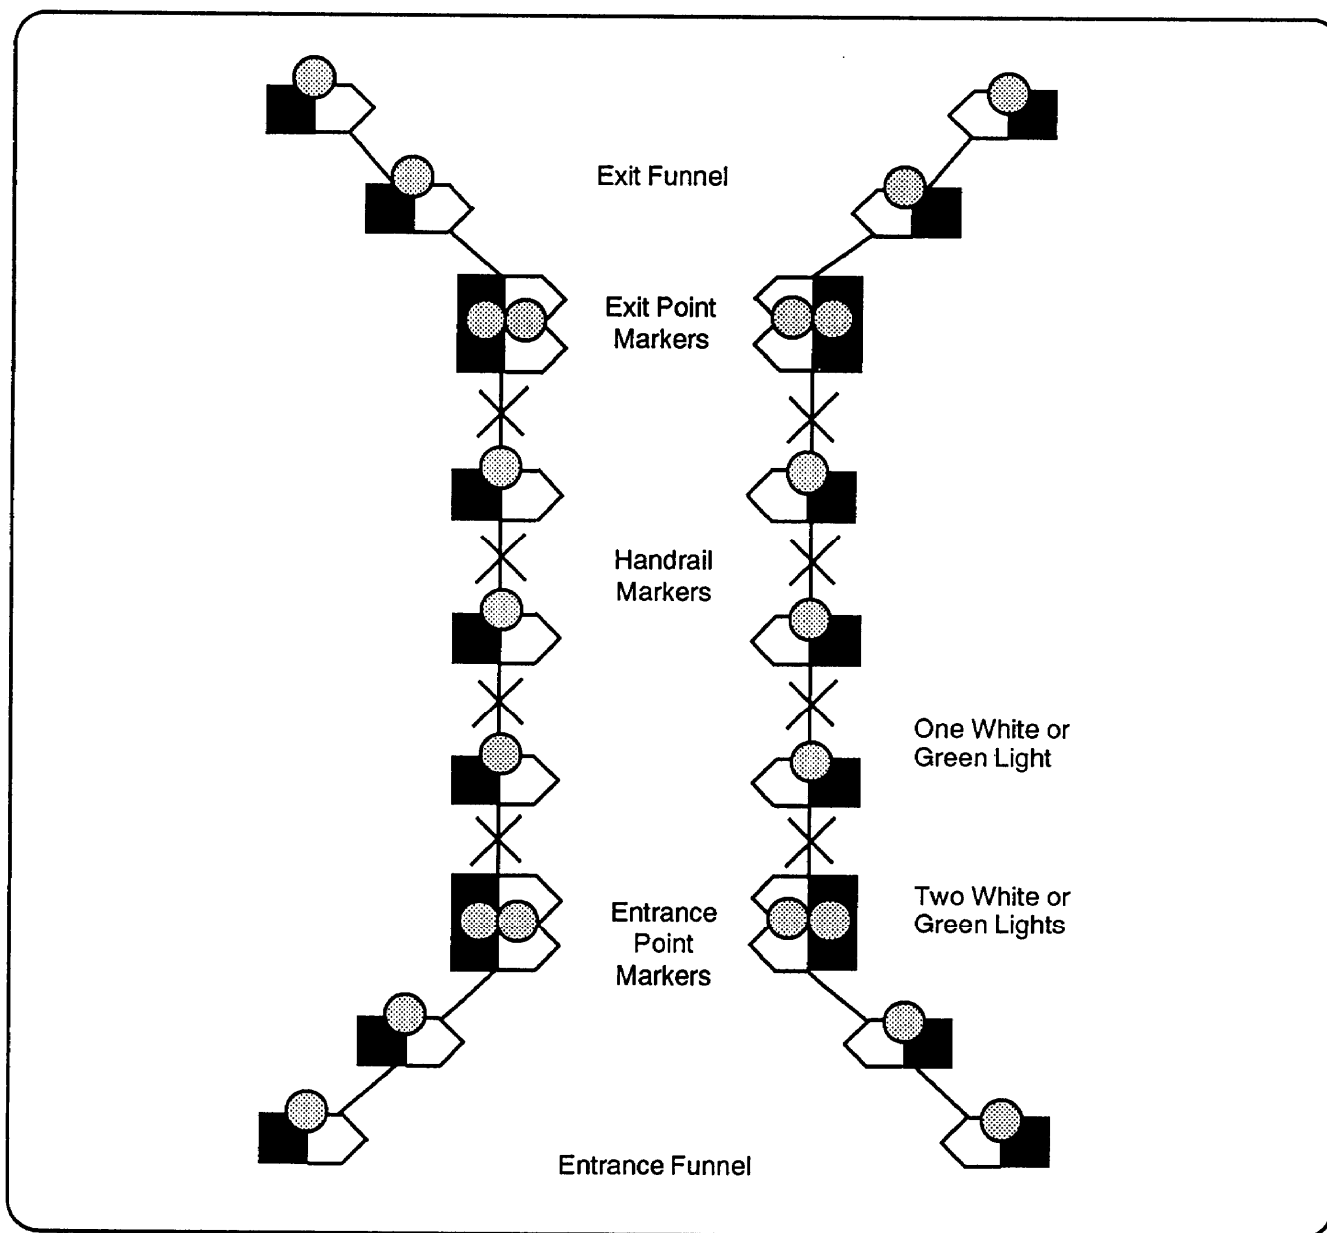 Exit Funnel
Exit Point
Markers
Handrail
Markers
One White or
Green Light
Two White or
Green Lights
Entrance
Point
Markers
Entrance Funnel